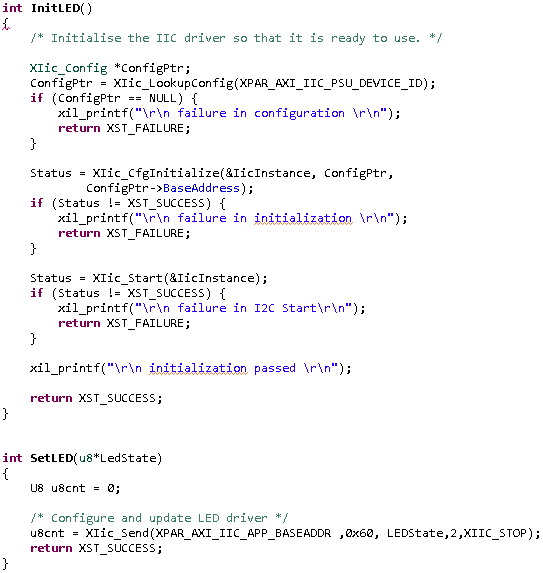 int InitLED()
{
    /* Initialise the IIC driver so that it is ready to use. */

    XIic_Config *ConfigPtr;
    ConfigPtr = XIic_LookupConfig(XPAR_AXI_IIC_PSU_DEVICE_ID);
    if (ConfigPtr == NULL) {
        xil_printf("\r\n failure in configuration \r\n");
        return XST_FAILURE;
    }

    Status = XIic_CfgInitialize(&IicInstance, ConfigPtr,
            ConfigPtr->BaseAddress);
    if (Status != XST_SUCCESS) {
        xil_printf("\r\n failure in initialization \r\n");
        return XST_FAILURE;
    }

    Status = XIic_Start(&IicInstance);
    if (Status != XST_SUCCESS) {
        xil_printf("\r\n failure in I2C Start\r\n");
        return XST_FAILURE;
    }

    xil_printf("\r\n initialization passed \r\n");

    return XST_SUCCESS;
}


int SetLED(u8*LedState)
{
    U8 u8cnt = 0;

    /* Configure and update LED driver */
    u8cnt = XIic_Send(XPAR_AXI_IIC_APP_BASEADDR ,0x60, LEDState,2,XIIC_STOP);
    return XST_SUCCESS;
}